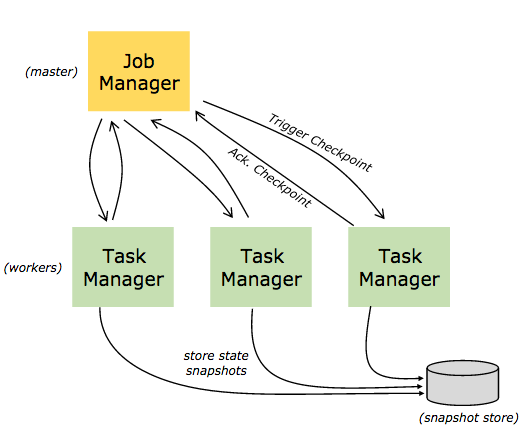 Job
Manager
(master)
Trigger Checkpoint
Ack. Checkpoint
(workers)
Task
Manager
Task
Manager
Task
Manager
store state
snapshots
(snapshot store)